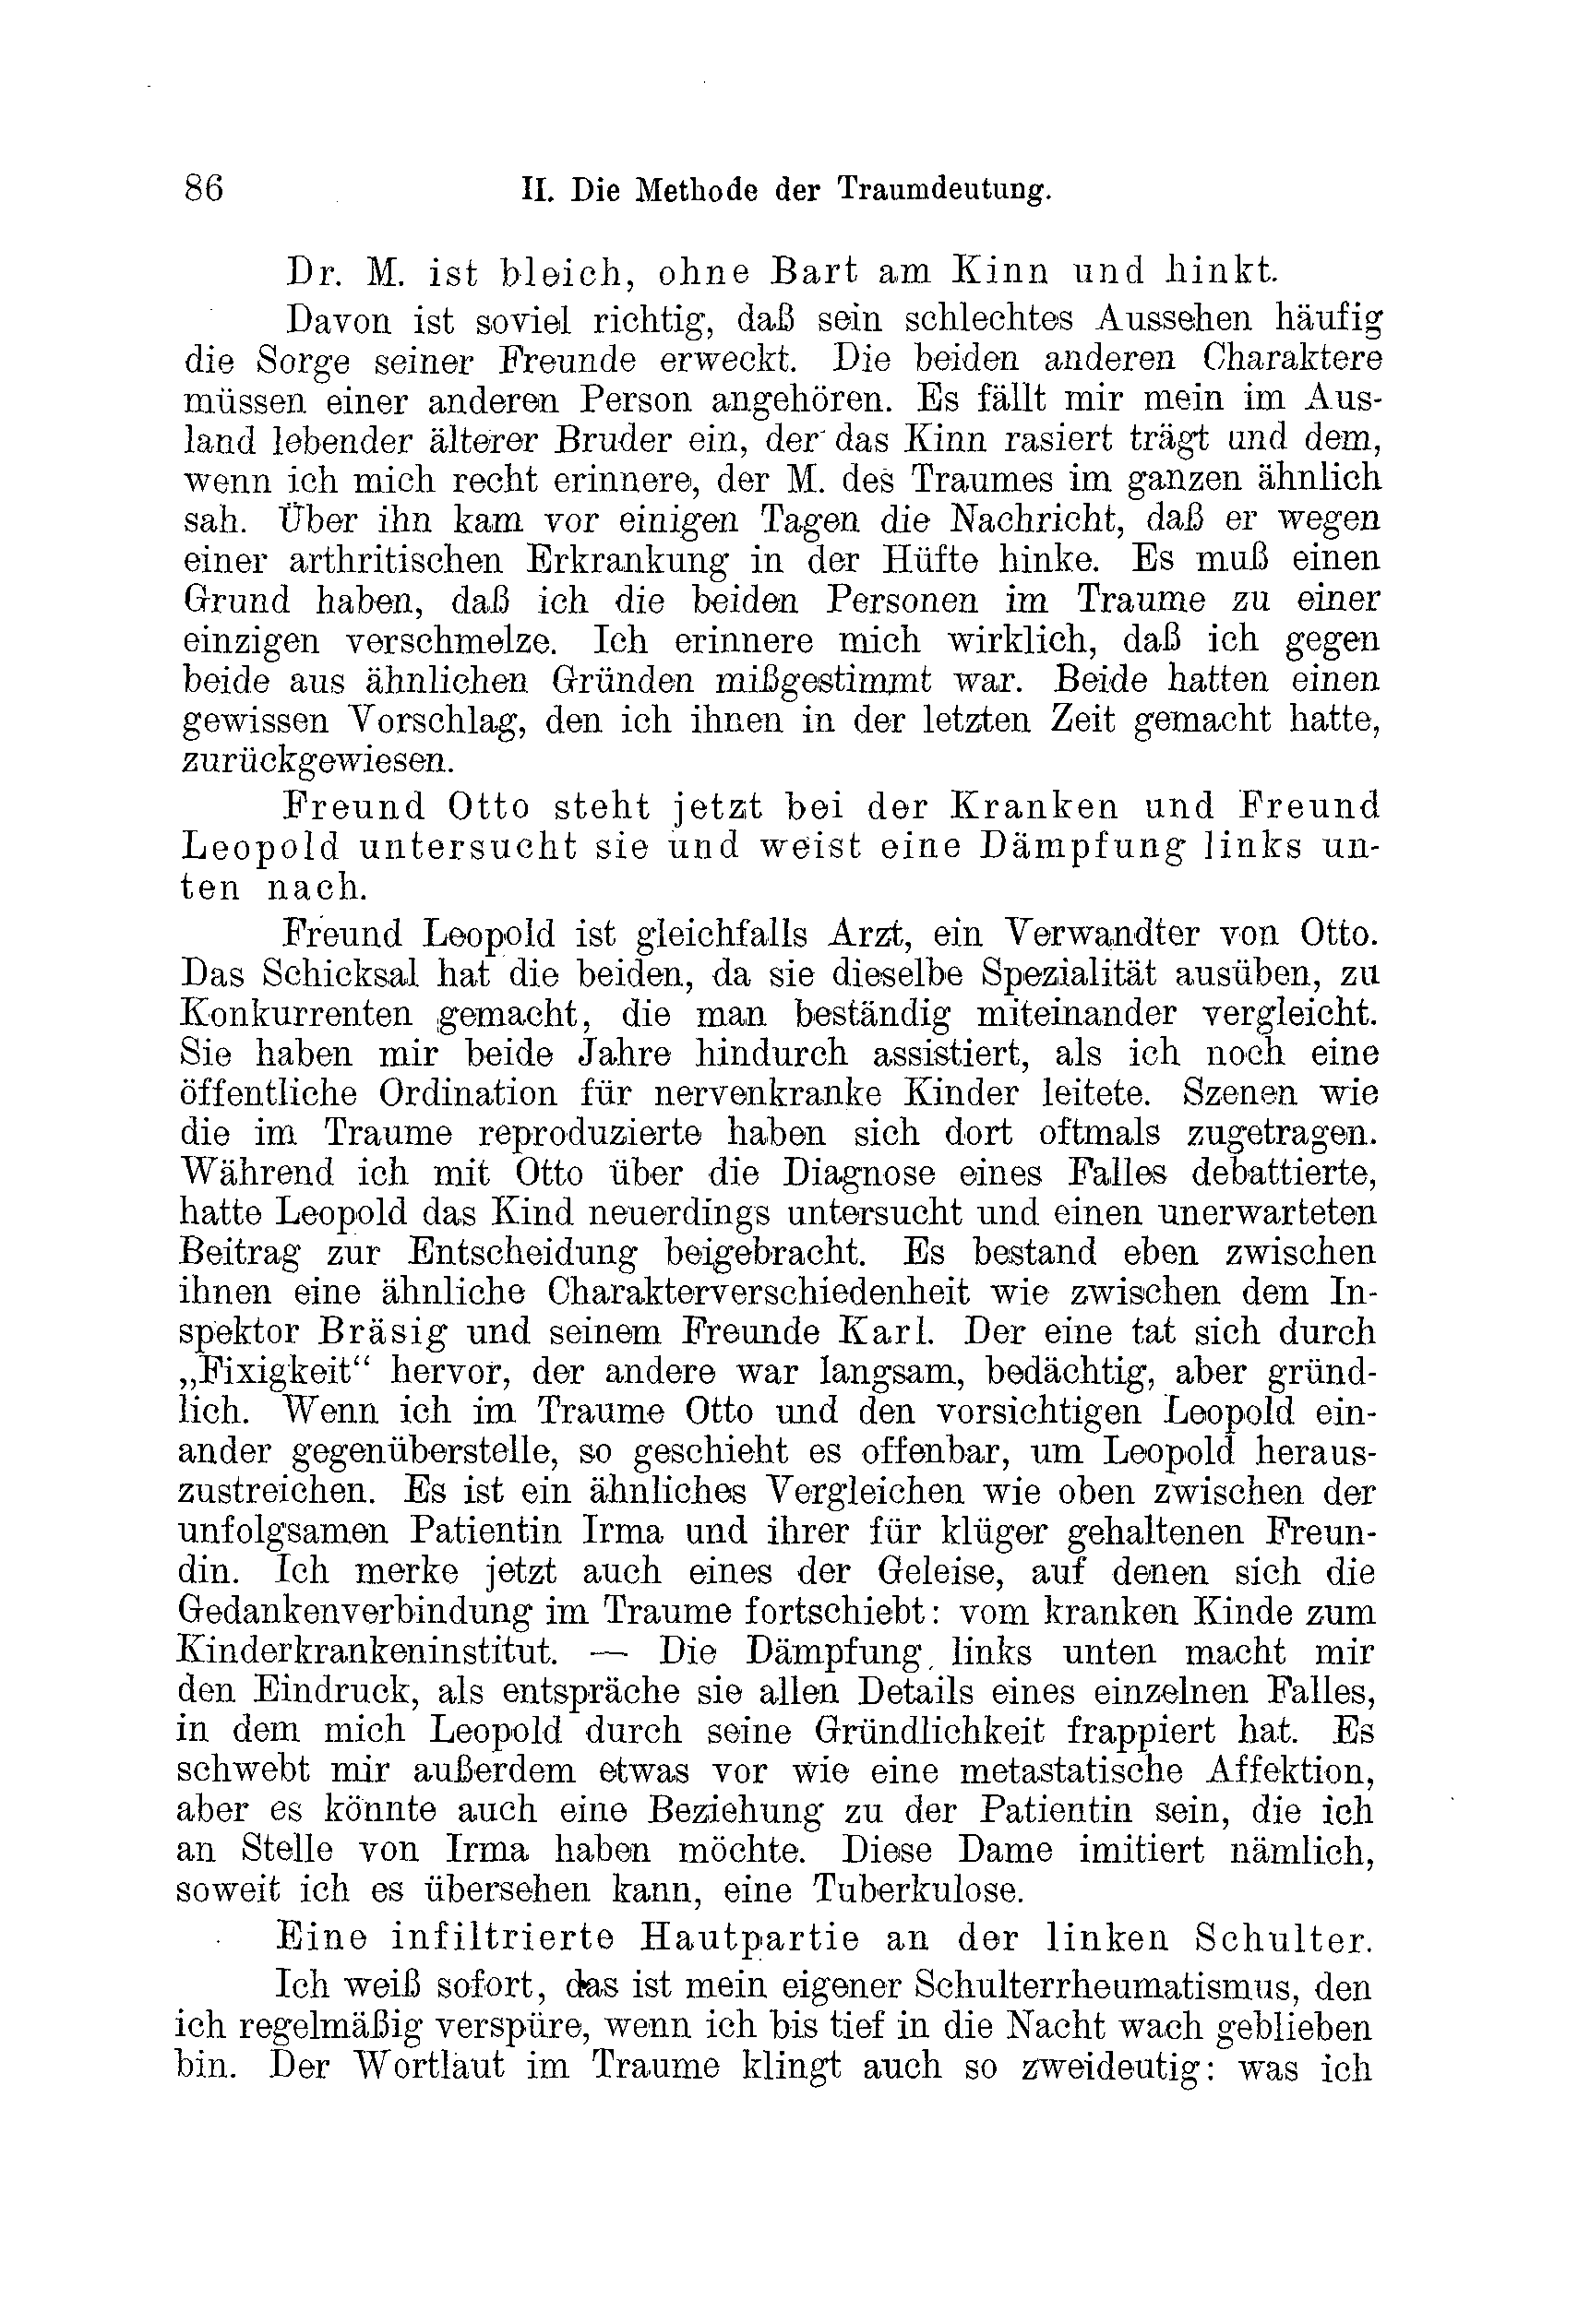 86 II. Die Methode der Traumdeutung.
Dr. M. ist bleich, ohne Bart am Kinn und hinkt.
Davon ist soviel richtig, daß sein schlechtes Aussehen häufig
die Sorge seiner Freunde erweckt. Die beiden anderen Charaktere
müssen einer anderen Person angehören. Es fällt mir mein im Aus-
land lebender älterer Bruder ein, der das Kinn rasiert trägt und dem,
wenn ich mich recht erinnere, der M. des Traumes im ganzen ähnlich
sah. Über ihn kam vor einigen Tagen die Nachricht, daß er wegen
einer arthritischen Erkrankung in der Hüfte hinke. Es muß einen
Grund haben, daß ich die beiden Personen im Traume zu einer
einzigen verschmelze. Ich erinnere mich wirklich, daß ich gegen
beide aus ähnlichen Gründen mißgestimmt war. Beide hatten einen
gewissen Vorschlag, den ich ihnen in der letzten Zeit gemacht hatte,
zurückgewiesen.
Freund Otto steht jetzt bei der Kranken und Freund
Leopold untersucht sie und weist eine Dämpfung links un-
ten nach.
Freund Leopold ist gleichfalls Arzt, ein Verwandter von Otto.
Das Schicksal hat die beiden, da sie dieselbe Spezialität ausüben, zu
Konkurrenten gemacht, die man beständig miteinander vergleicht.
Sie haben mir beide Jahre hindurch assistiert, als ich noch eine
öffentliche Ordination für nervenkranke Kinder leitete. Szenen wie
die im Traume reproduzierte haben sich dort oftmals zugetragen.
Während ich mit Otto über die Diagnose eines Falles debattierte,
hatte Leopold das Kind neuerdings untersucht und einen unerwarteten
Beitrag zur Entscheidung beigebracht. Es bestand eben zwischen
ihnen eine ähnliche Charakterverschiedenheit wie zwischen dem In-
spektor Bräsig und seinem Freunde Karl. Der eine tat sich durch
„Fixigkeit“ hervor, der andere war langsam, bedächtig, aber gründ-
lich. Wenn ich im Traume Otto und den vorsichtigen Leopold ein-
ander gegenüberstelle, so geschieht es offenbar, um Leopold heraus-
zustreichen. Es ist ein ähnliches Vergleichen wie oben zwischen der
unfolgsamen Patientin Irma und ihrer für klüger gehaltenen Freun-
din. Ich merke jetzt auch eines der Geleise, auf denen sich die
Gedankenverbindung im Traume fortschiebt: vom kranken Kinde zum
Kinderkrankeninstitut. — Die Dämpfung links unten macht mir
den Eindruck, als entspräche sie allen Details eines einzelnen Falles,
in dem mich Leopold durch seine Gründlichkeit frappiert hat. Es
schwebt mir außerdem etwas vor wie eine metastatische Affektion,
aber es könnte auch eine Beziehung zu der Patientin sein, die ich
an Stelle von Irma haben möchte. Diese Dame imitiert nämlich,
soweit ich es übersehen kann, eine Tuberkulose.
Eine infiltrierte Hautpartie an der linken Schulter.
Ich weiß sofort, das ist mein eigener Schulterrheumatismus, den
ich regelmäßig verspüre, wenn ich bis tief in die Nacht wach geblieben
bin. Der Wortlaut im Traume klingt auch so zweideutig: was ich